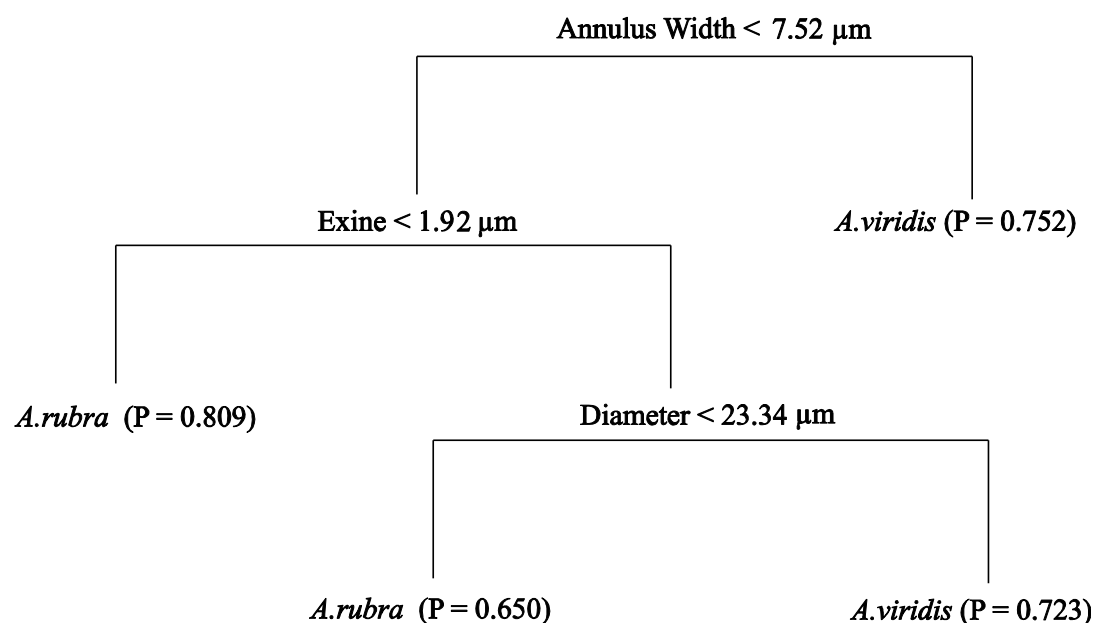 Annulus Width < 7.52 µm
Exine < 1.92 µm
A.viridis (P = 0.752)
A.rubra (P = 0.809)
Diameter < 23.34 µm
A.rubra (P = 0.650)
A.viridis (P = 0.723)